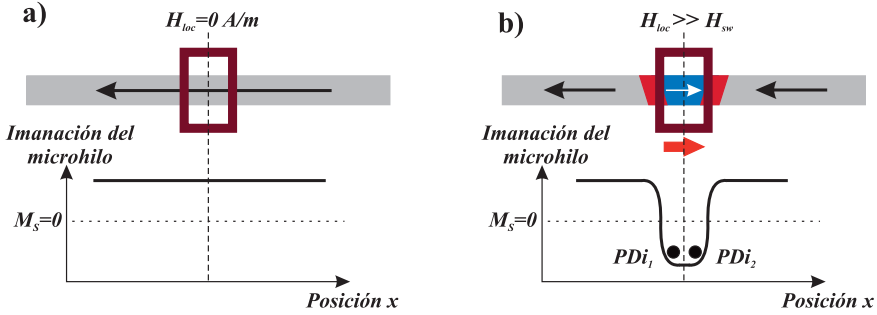 a)
H_loc=0 A/m
Imanación del
microhilo
M_S=0
Posición x
b)
H_loc >> H_sw
Imanación del
microhilo
M_S=0
PDi_1
PDi_2
Posición x